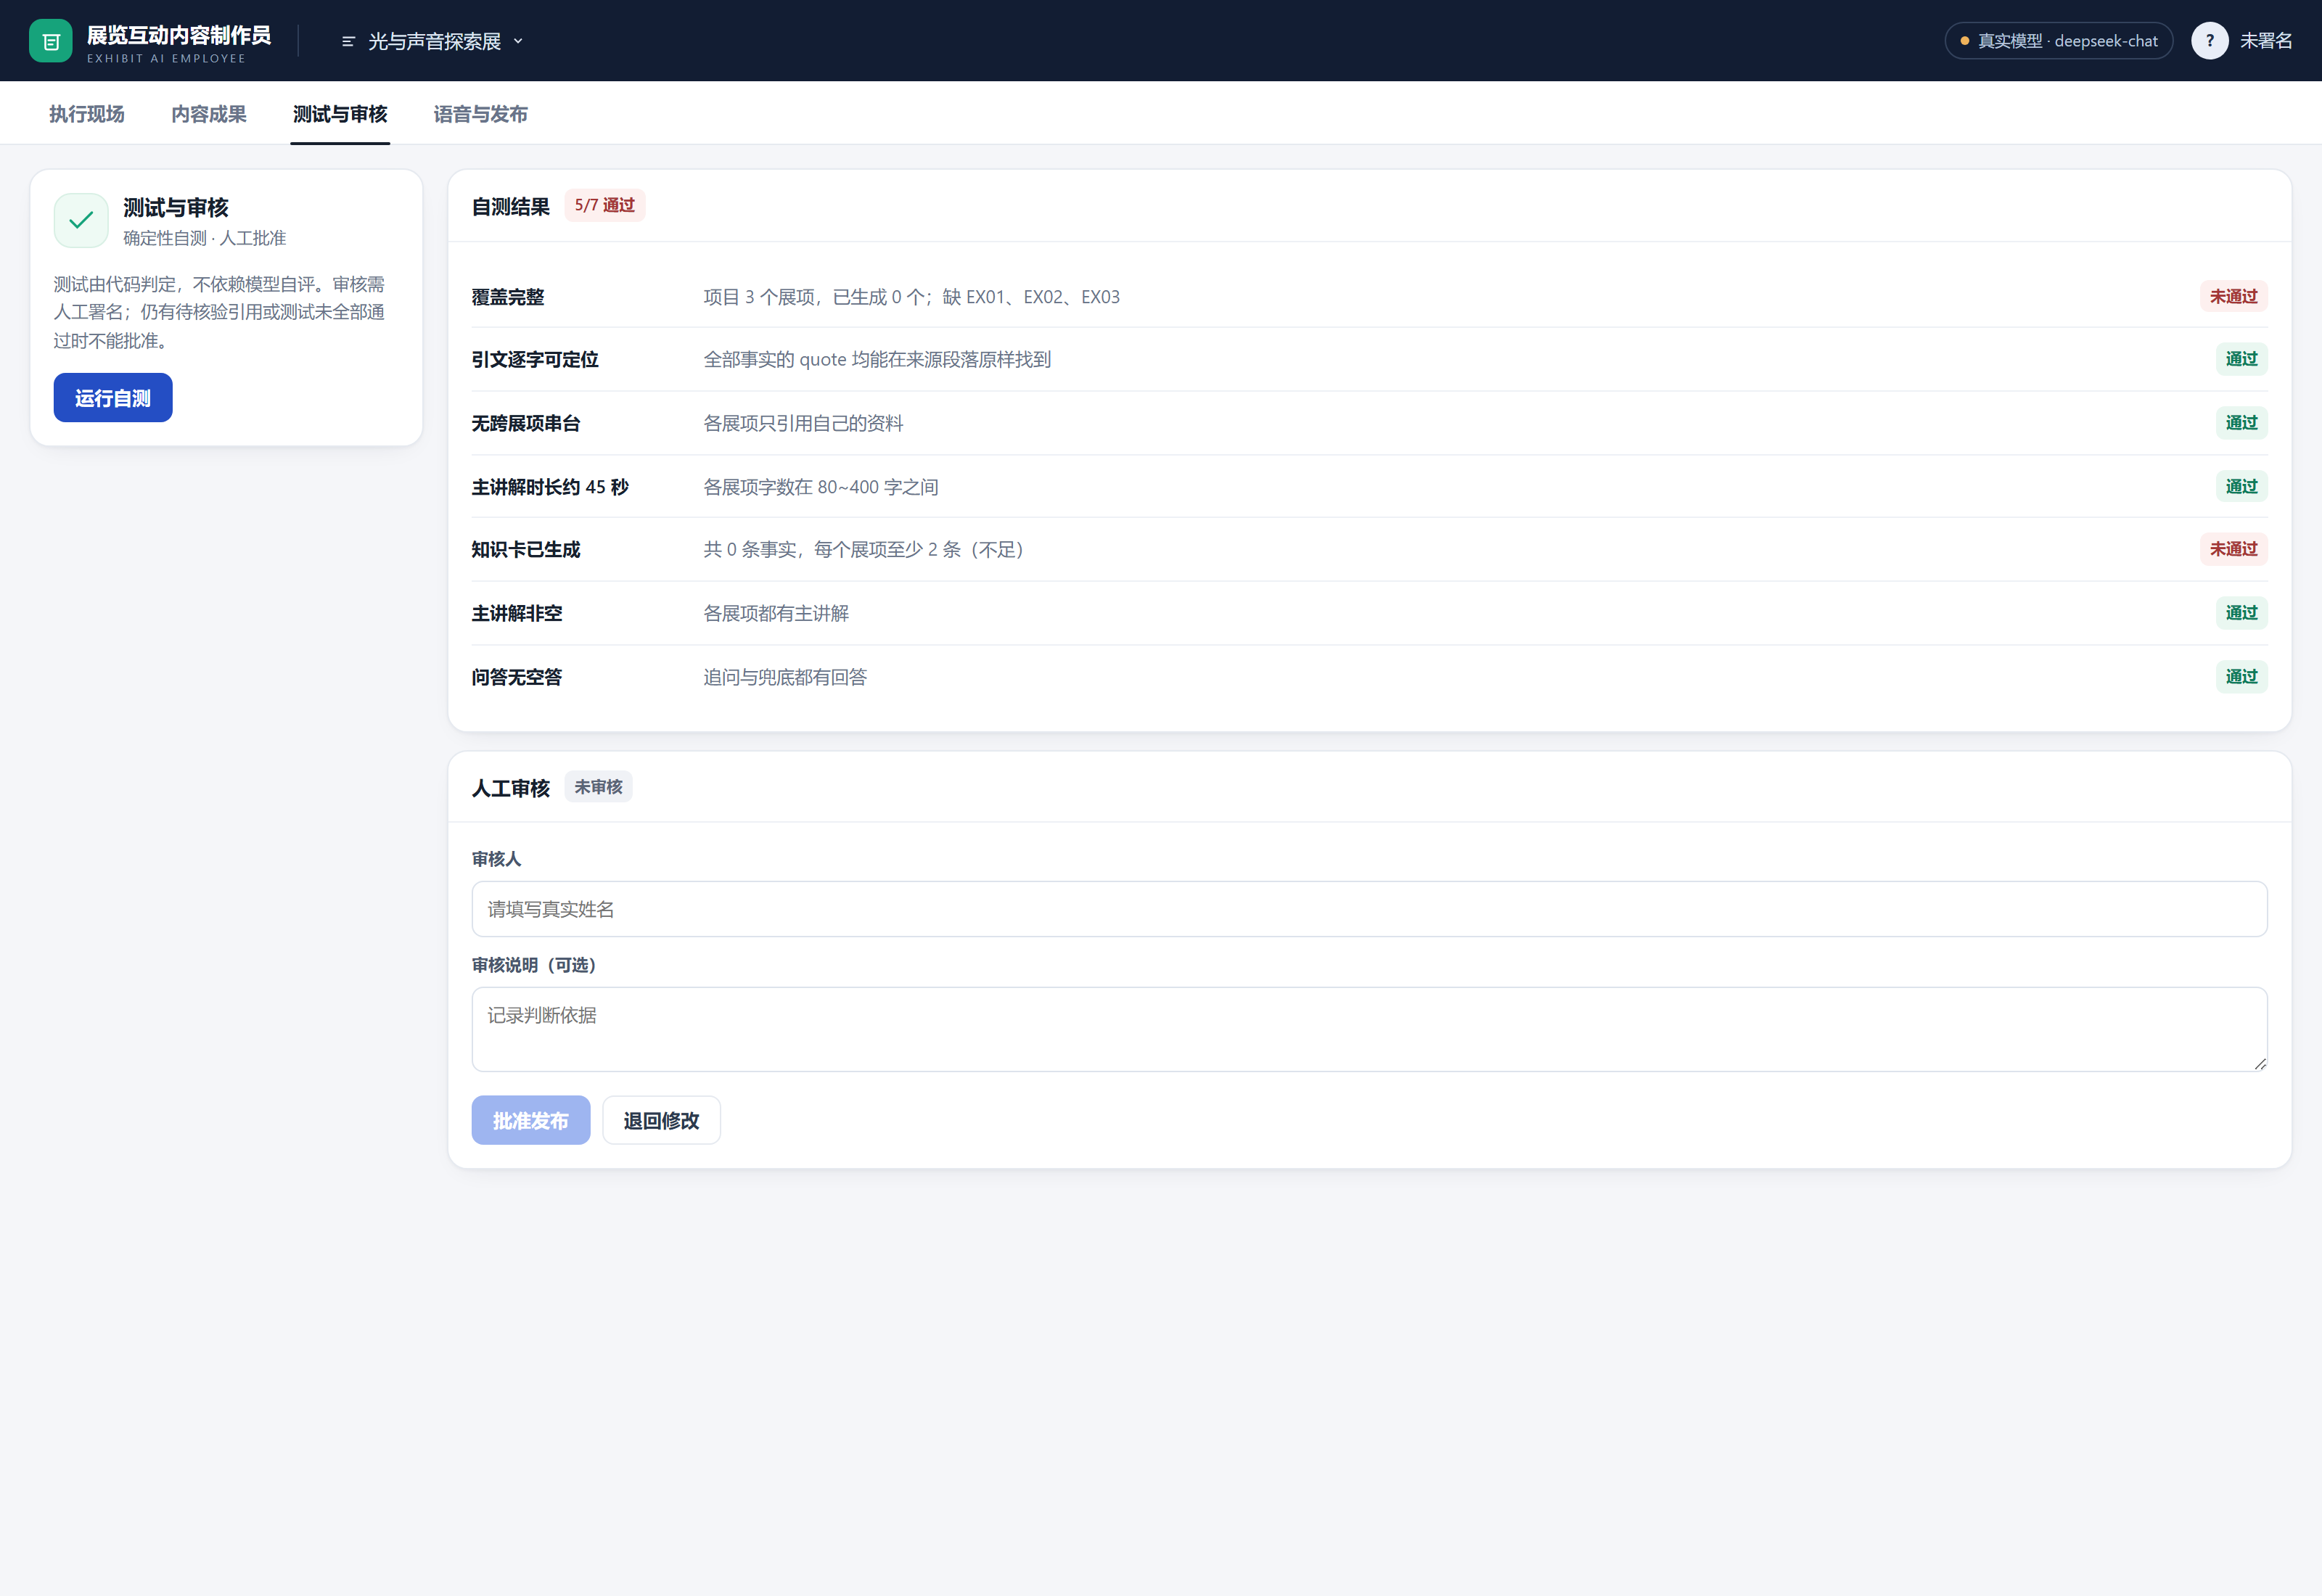 展览互动内容制作员
EXHIBIT AI EMPLOYEE
光与声音探索展
真实模型 · deepseek-chat
?
未署名
执行现场
内容成果
测试与审核
语音与发布
测试与审核
确定性自测 · 人工批准
测试由代码判定，不依赖模型自评。审核需
人工署名；仍有待核验引用或测试未全部通
过时不能批准。
运行自测
自测结果
5/7 通过
覆盖完整
项目 3 个展项，已生成 0 个；缺 EX01、EX02、EX03
未通过
引文逐字可定位
全部事实的 quote 均能在来源段落原样找到
通过
无跨展项串台
各展项只引用自己的资料
通过
主讲解时长约 45 秒
各展项字数在 80~400 字之间
通过
知识卡已生成
共 0 条事实，每个展项至少 2 条（不足）
未通过
主讲解非空
各展项都有主讲解
通过
问答无空答
追问与兜底都有回答
通过
人工审核
未审核
审核人
请填写真实姓名
审核说明（可选）
记录判断依据
批准发布
退回修改